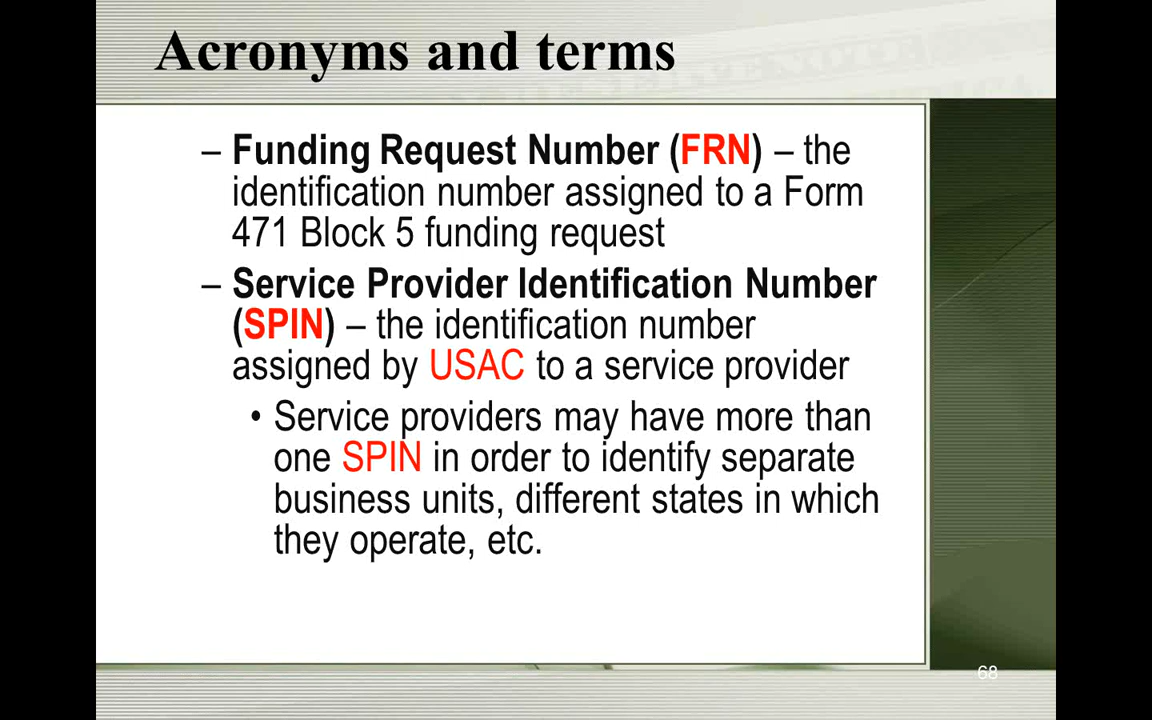 Acronyms and terms
– Funding Request Number (FRN) – the
identification number assigned to a Form
471 Block 5 funding request
– Service Provider Identification Number
(SPIN) – the identification number
assigned by USAC to a service provider
• Service providers may have more than
one SPIN in order to identify separate
business units, different states in which
they operate, etc.
68